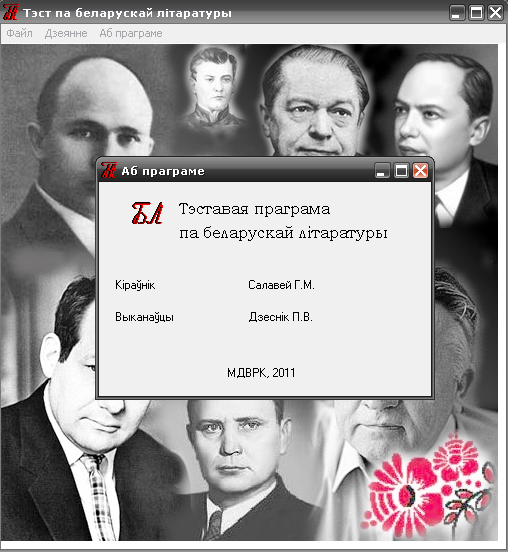 Тэст па беларускай літаратуры
Файл Дзеянне Аб праграме
Аб праграме
БЛ Тэставая праграма
па беларускай літаратуры
Кіраўнік Салавей Г.М.
Выканаўцы Дзеснік П.В.
МДВРК, 2011